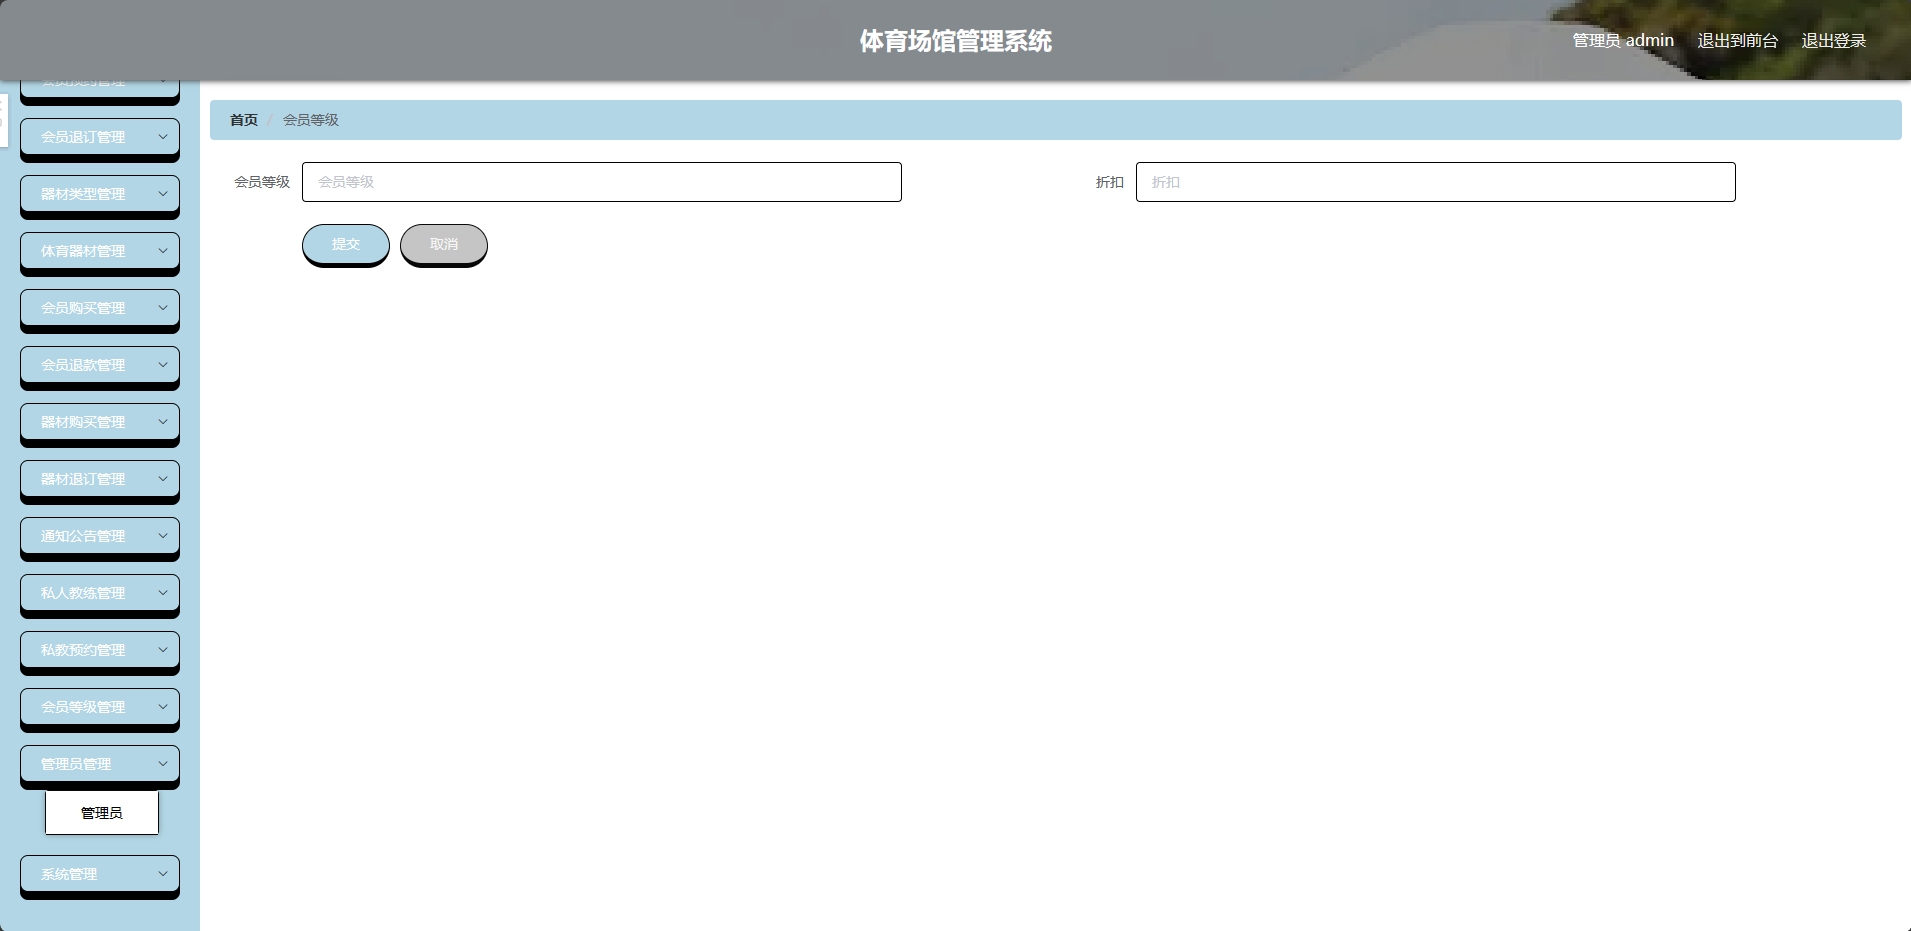 体育场馆管理系统
管理员 admin 退出到前台 退出登录
会员预约管理
会员退订管理
器材类型管理
体育器材管理
会员购买管理
会员退款管理
器材购买管理
器材退订管理
通知公告管理
私人教练管理
私教预约管理
会员等级管理
管理员管理
管理员
系统管理
首页 / 会员等级
会员等级 会员等级
折扣 折扣
提交 取消